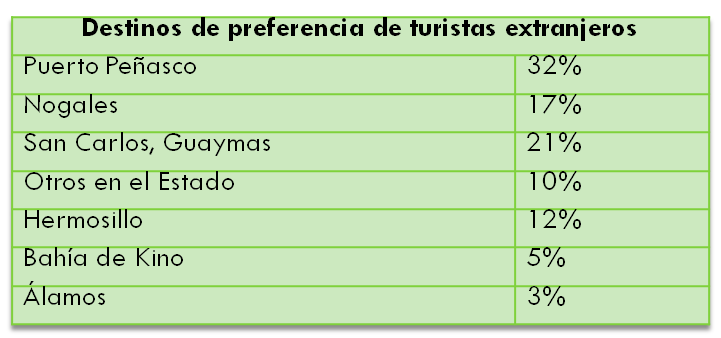 Destinos de preferencia de turistas extranjeros
Puerto Peñasco 32%
Nogales 17%
San Carlos, Guaymas 21%
Otros en el Estado 10%
Hermosillo 12%
Bahía de Kino 5%
Álamos 3%